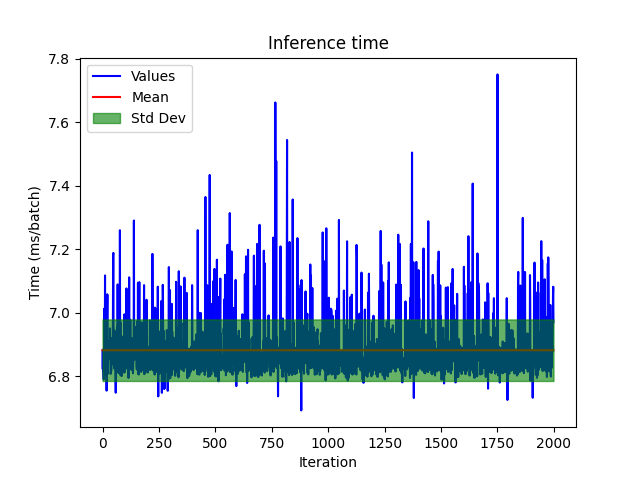 Inference time
7.8
7.6
7.4
7.2
7.0
6.8
Time (ms/batch)
Values
Mean
Std Dev
0 250 500 750 1000 1250 1500 1750 2000
Iteration